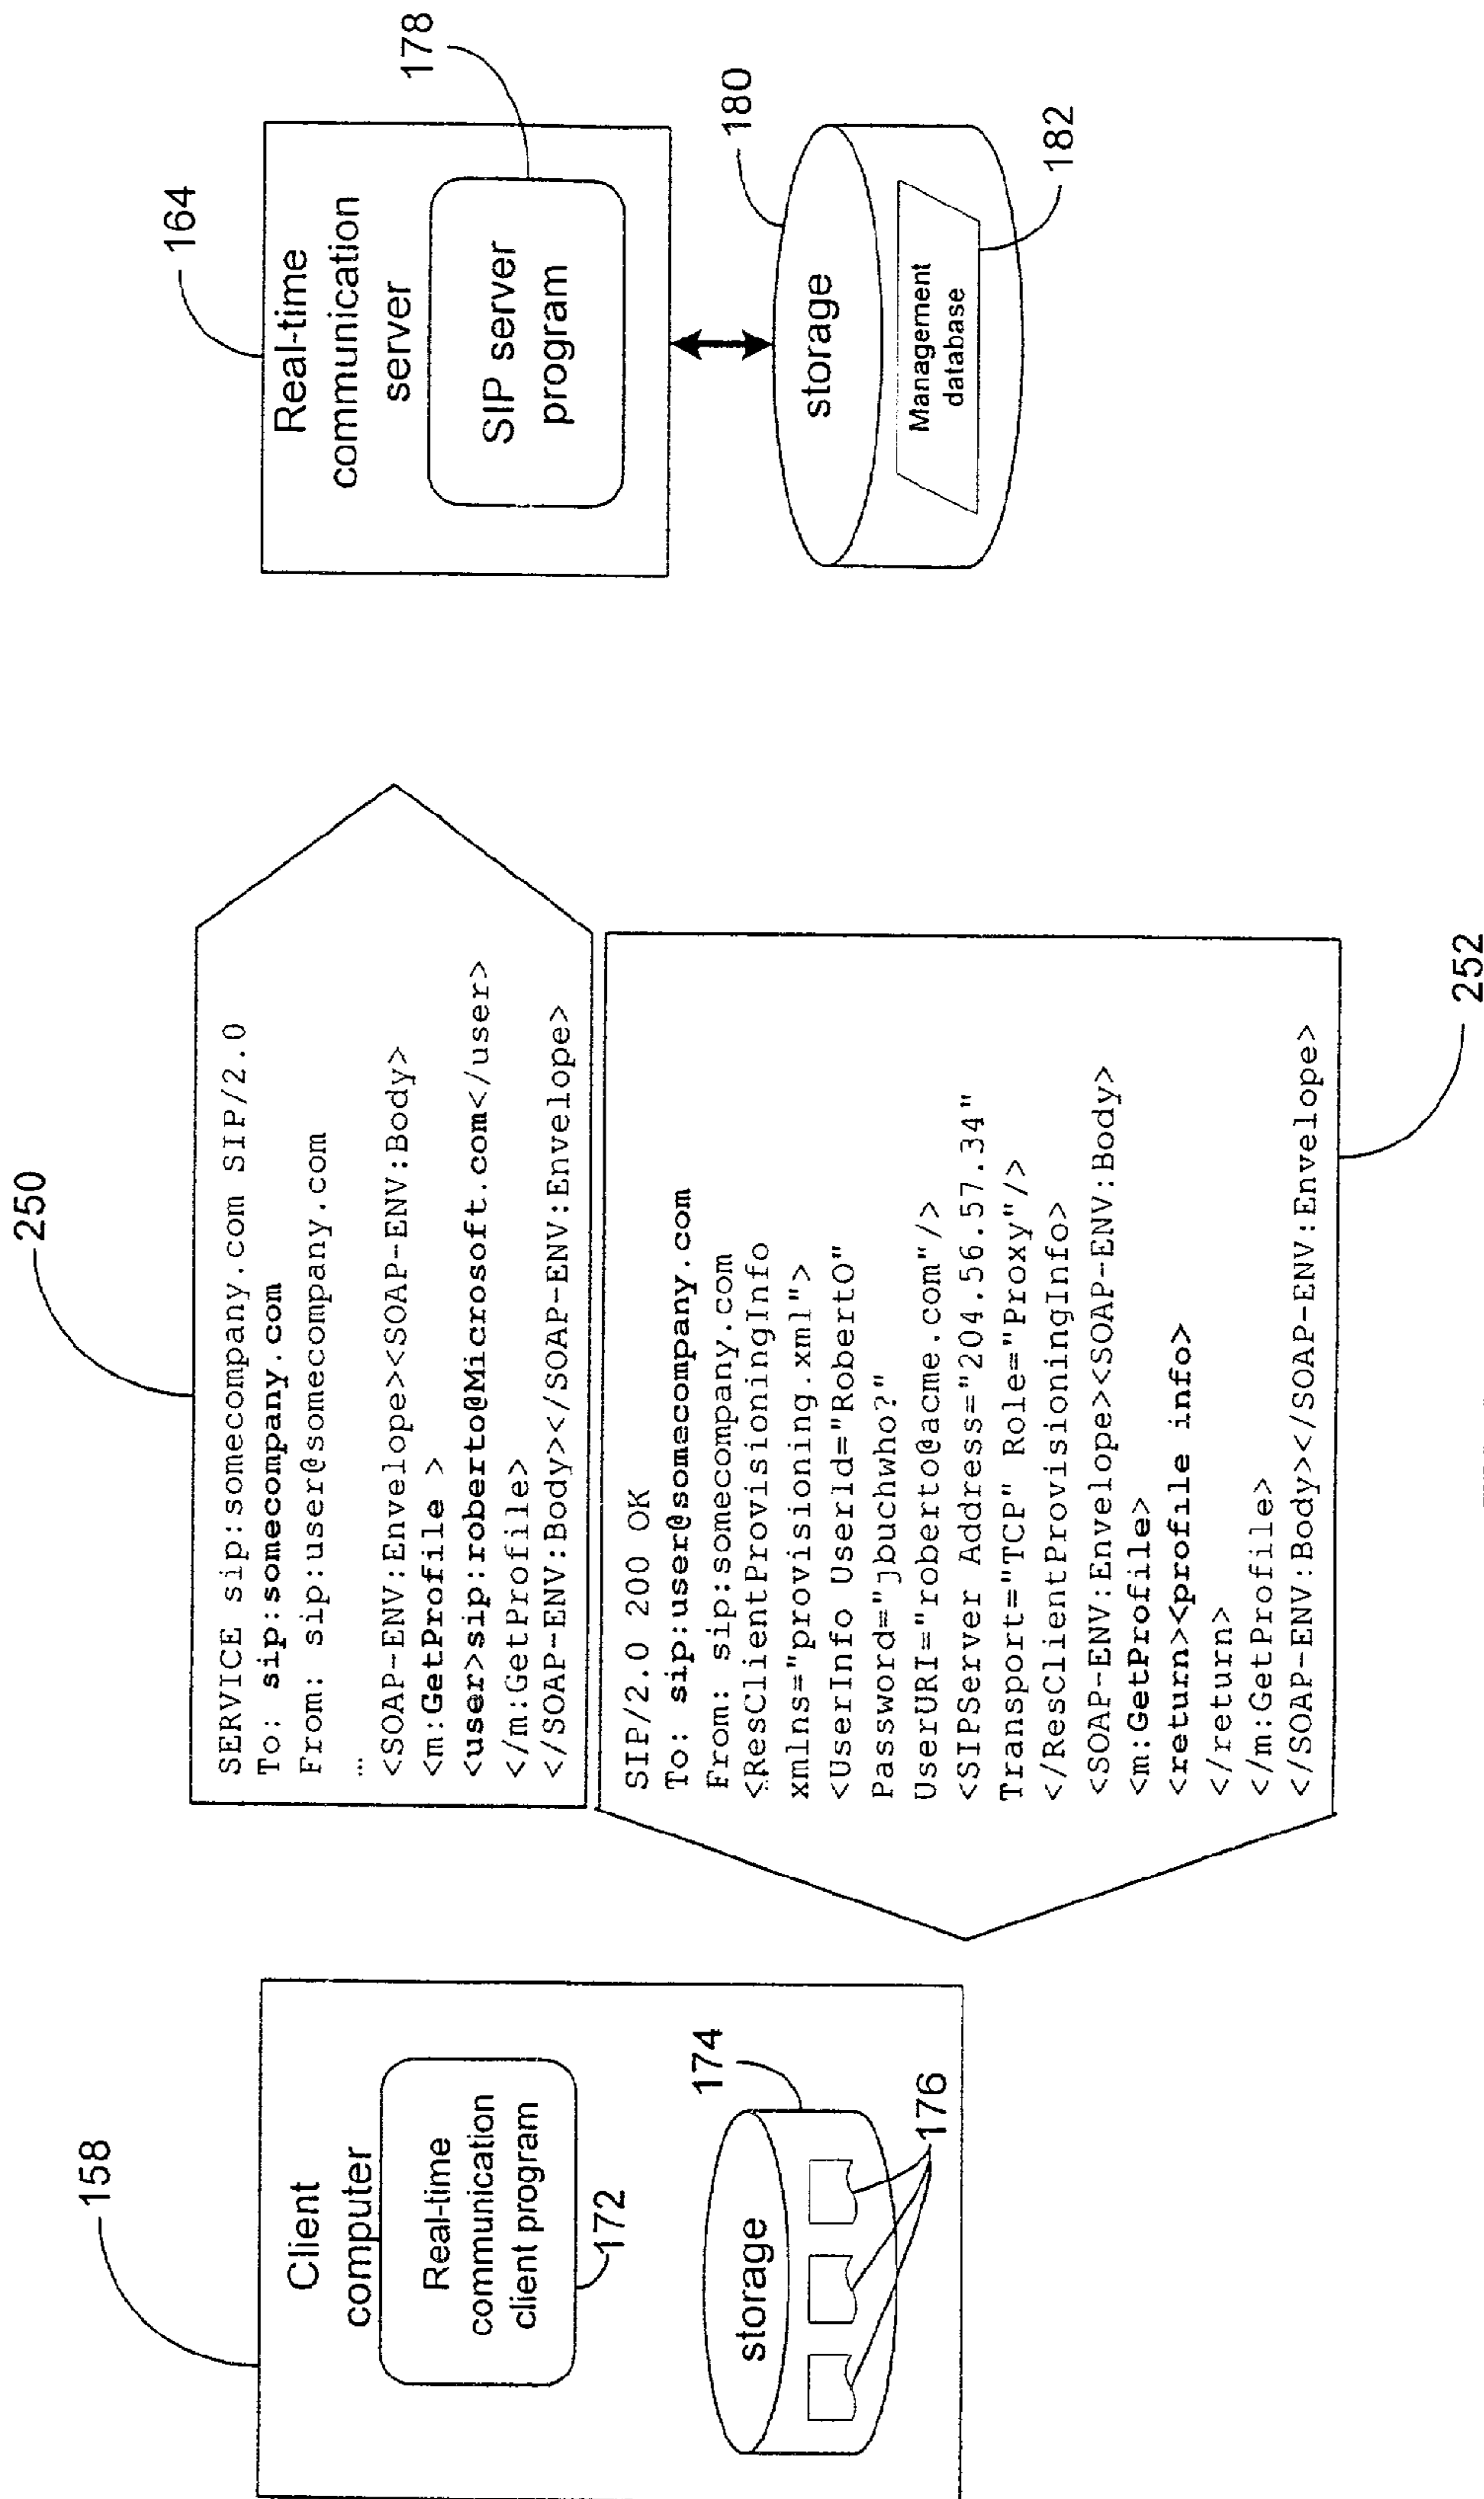 158
Client
computer
Real-time
communication
client program
172
storage
174
176
250
SERVICE sip:somecompany.com SIP/2.0
To: sip:somecompany.com
From: sip:user@somecompany.com
...
<SOAP-ENV:Envelope><SOAP-ENV:Body>
<m:GetProfile >
<user>sip:roberto@Microsoft.com</user>
</m:GetProfile>
</SOAP-ENV:Body></SOAP-ENV:Envelope>
SIP/2.0 200 OK
To: sip:user@somecompany.com
From: sip:somecompany.com
<ResClientProvisioningInfo
xmlns="provisioning.xml">
<UserInfo UserId="RobertO"
Password="jbuchwho?"
UserURI="roberto@acme.com"/>
<SIPServer Address="204.56.57.34"
Transport="TCP" Role="Proxy"/>
</ResClientProvisioningInfo>
<SOAP-ENV:Envelope><SOAP-ENV:Body>
<m:GetProfile>
<return><profile info>
</return>
</m:GetProfile>
</SOAP-ENV:Body></SOAP-ENV:Envelope>
252
164
Real-time
communication
server
SIP server
program
178
180
storage
Management
database
182